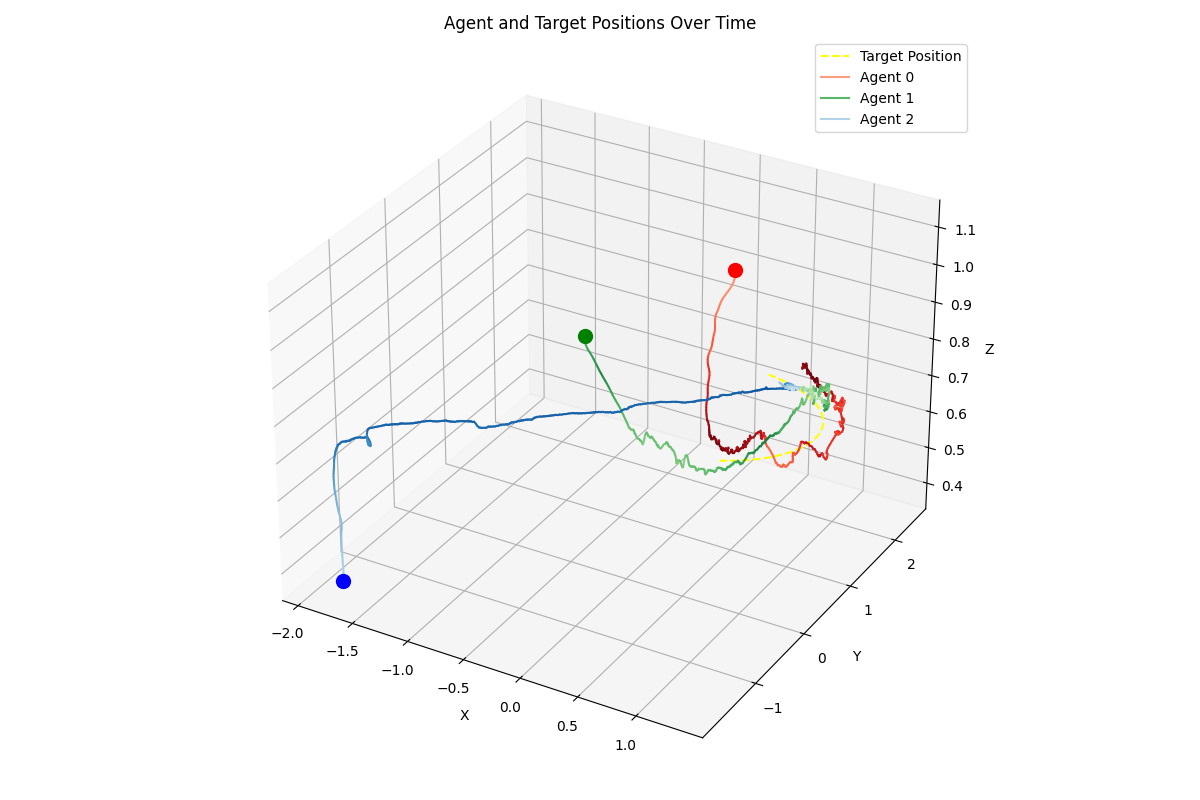 Agent and Target Positions Over Time
Target Position
Agent 0
Agent 1
Agent 2
1.1
1.0
0.9
0.8
Z
0.7
0.6
0.5
0.4
2
1
0
Y
−1
−2.0
−1.5
−1.0
−0.5
0.0
0.5
1.0
X